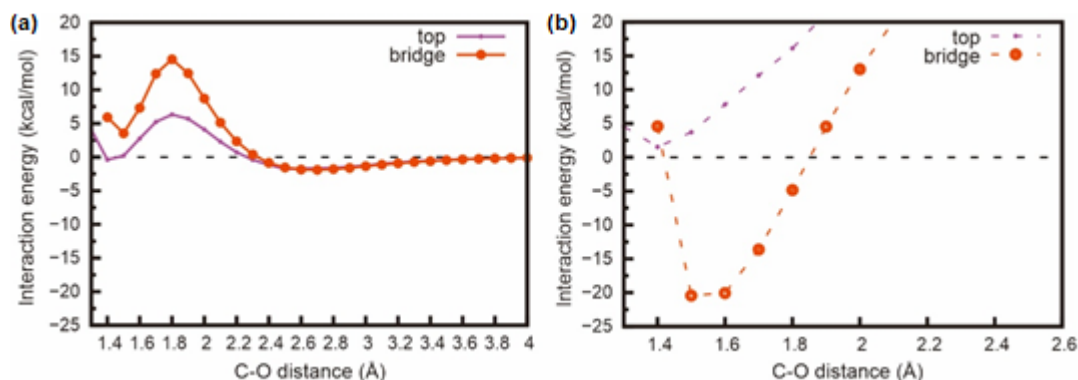 (a)
20
15
10
5
0
−5
−10
−15
−20
−25
Interaction energy (kcal/mol)
top
bridge
1.4 1.6 1.8 2 2.2 2.4 2.6 2.8 3 3.2 3.4 3.6 3.8 4
C-O distance (Å)
(b)
20
15
10
5
0
−5
−10
−15
−20
−25
Interaction energy (kcal/mol)
top
bridge
1.4 1.6 1.8 2 2.2 2.4 2.6
C-O distance (Å)